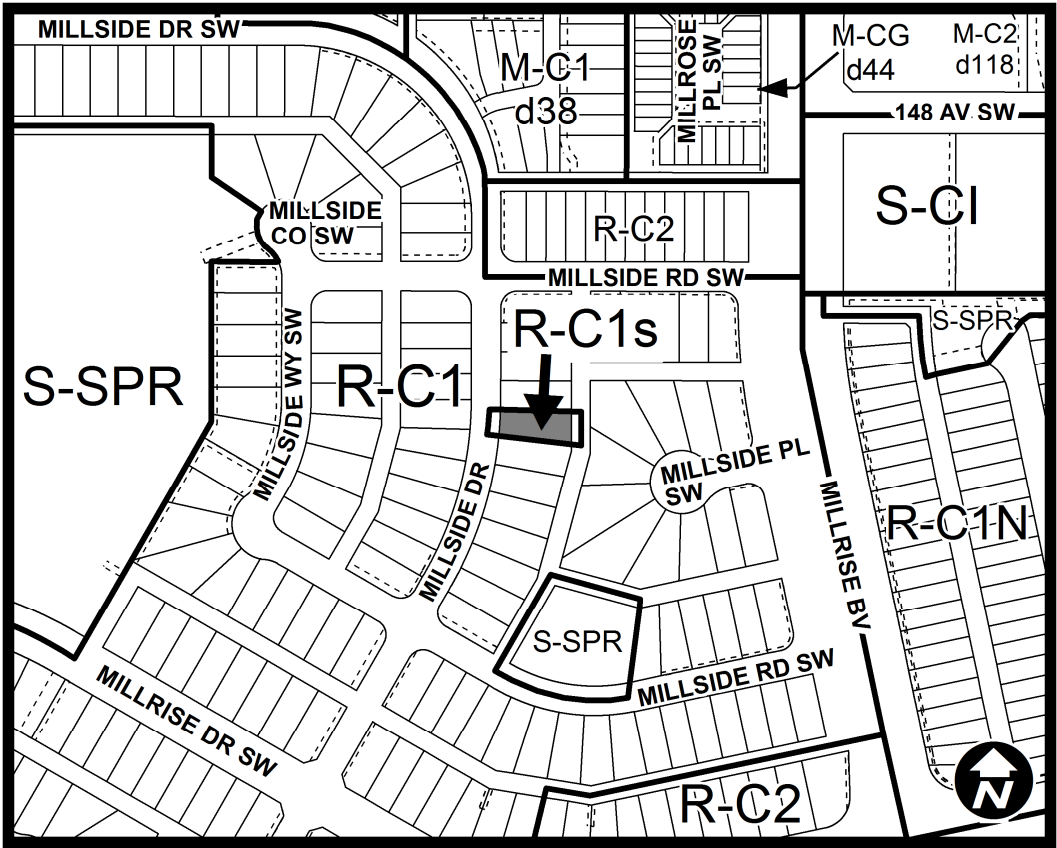 MILLSIDE DR SW
M-C1
d38
MILLROSE
PL SW
M-CG
d44
M-C2
d118
148 AV SW
S-CI
MILLSIDE
CO SW
R-C2
MILLSIDE RD SW
S-SPR
R-C1s
S-SPR
MILLSIDE WY SW
R-C1
MILLSIDE DR
MILLSIDE PL
SW
MILLRISE BV
R-C1N
S-SPR
MILLSIDE RD SW
MILLRISE DR SW
R-C2
N